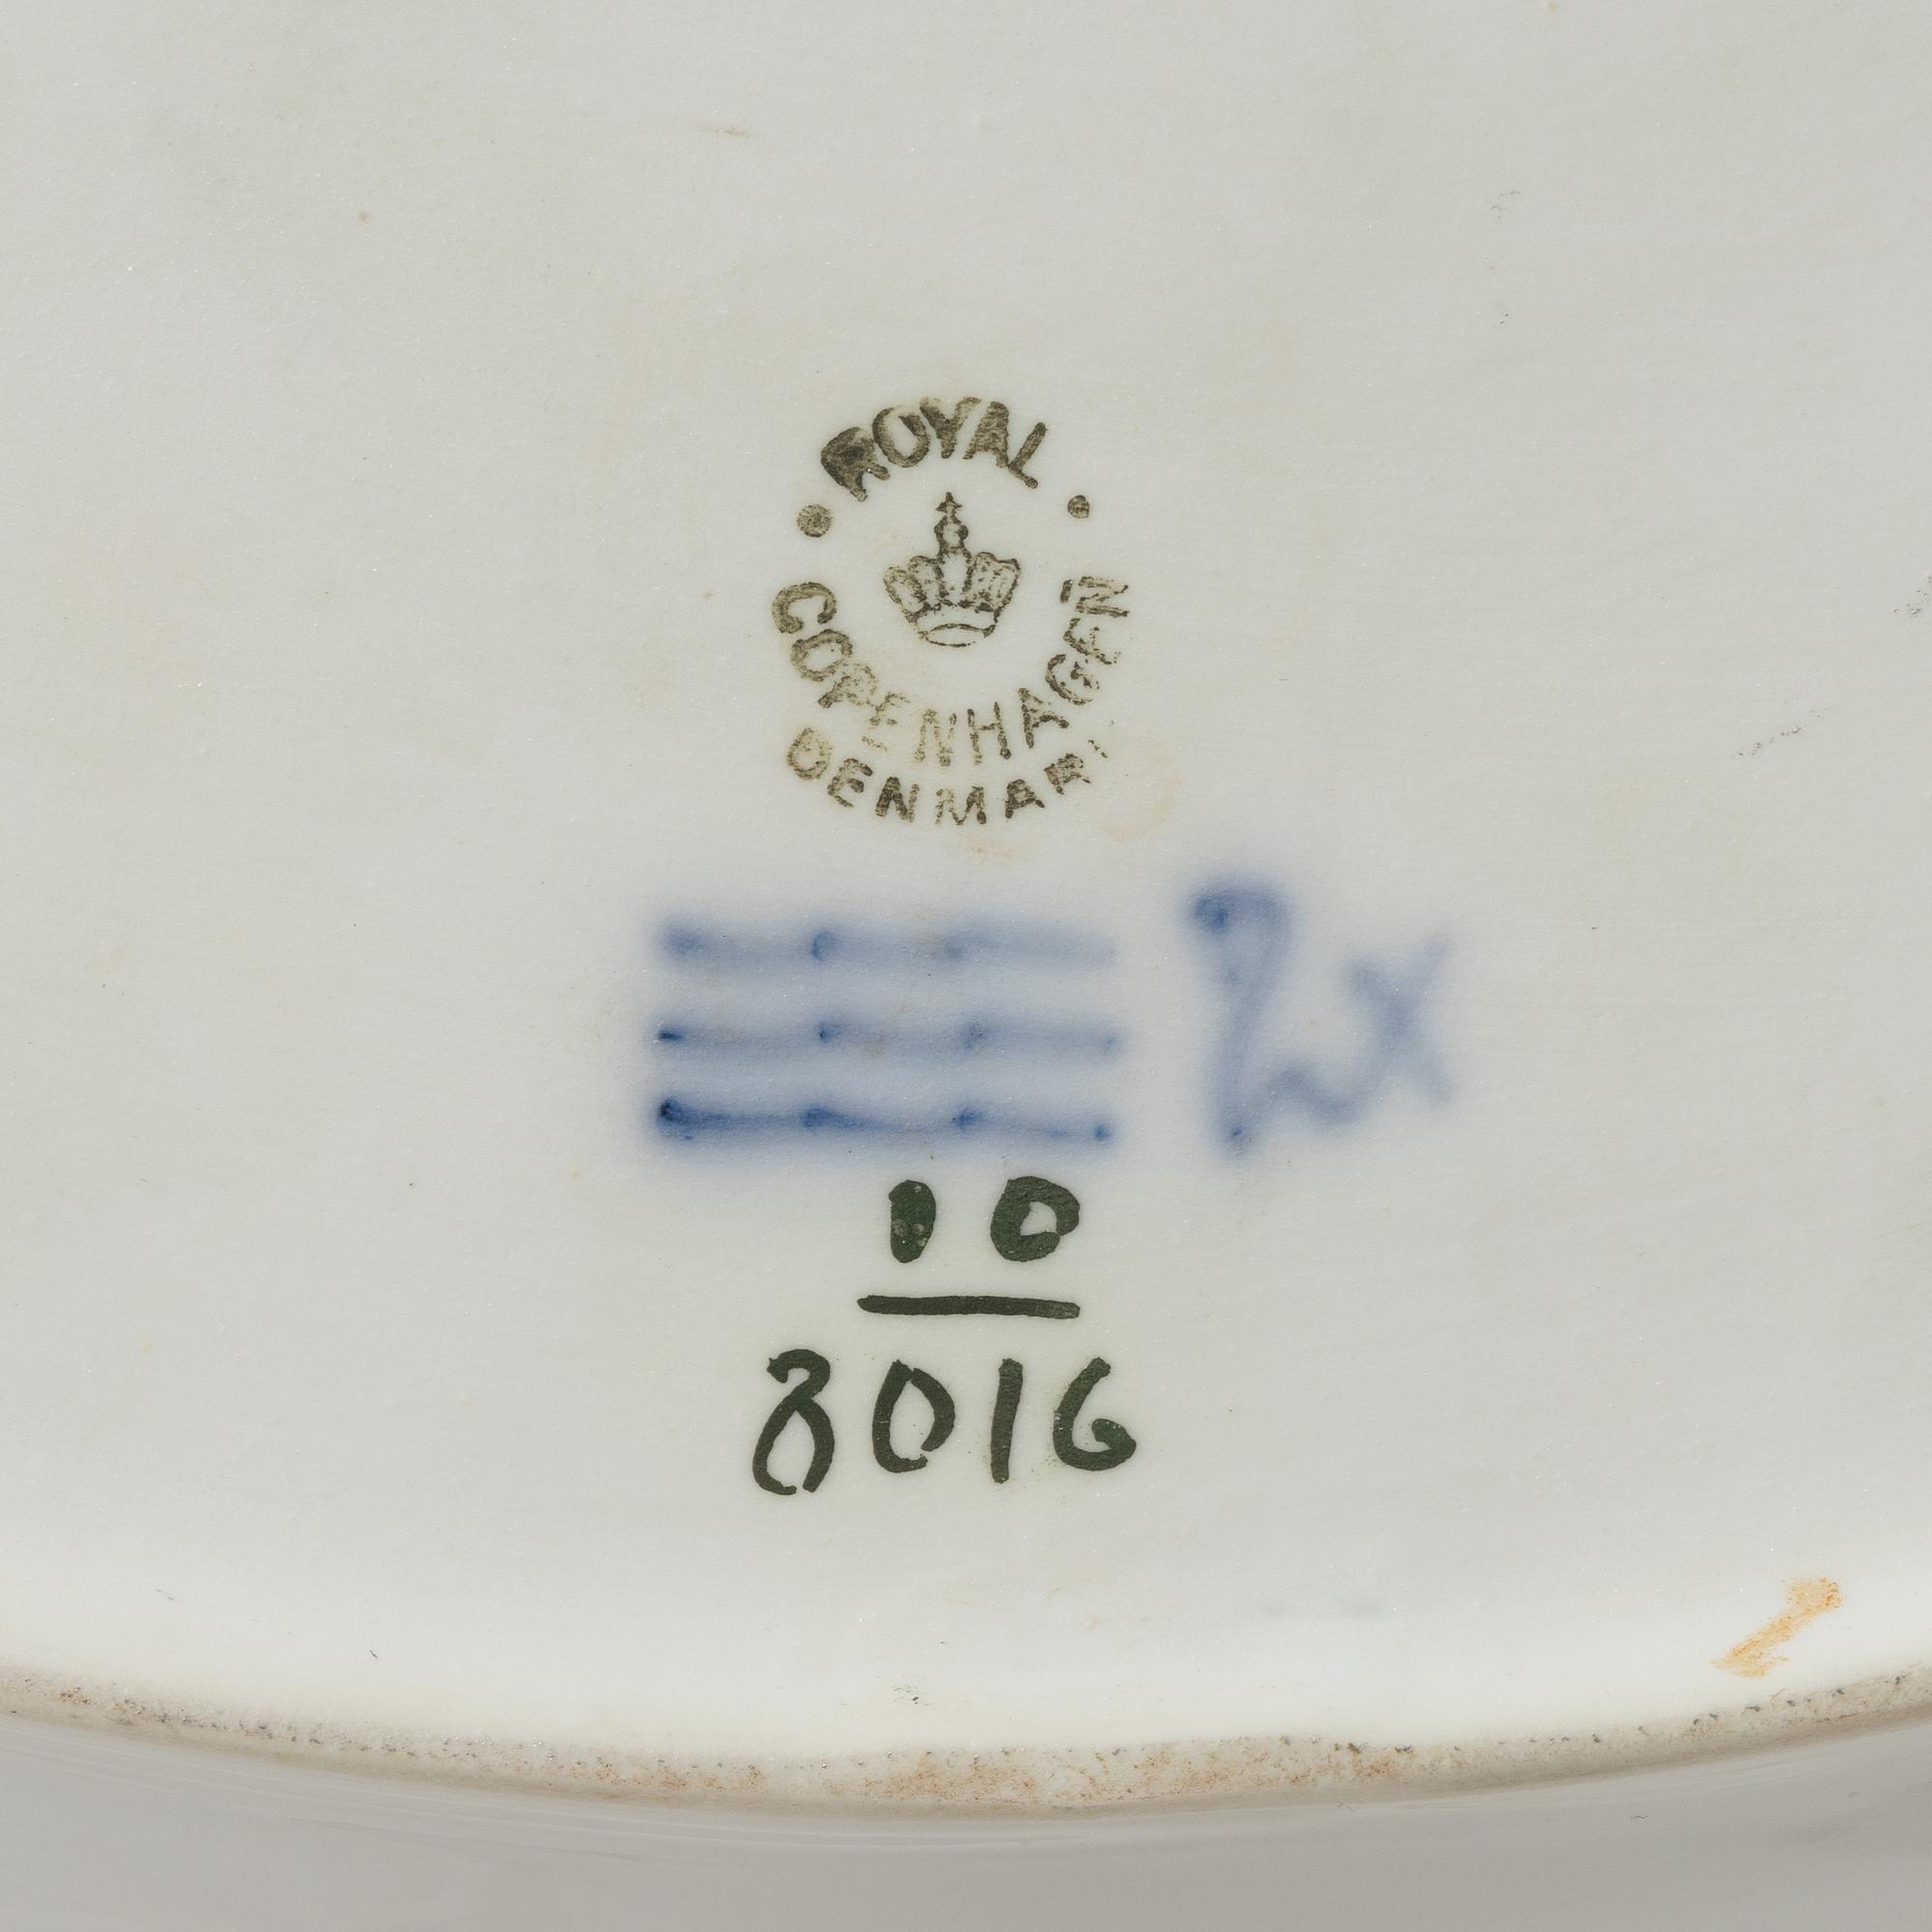 ROYAL
COPENHAGEN
DENMARK
10
8016